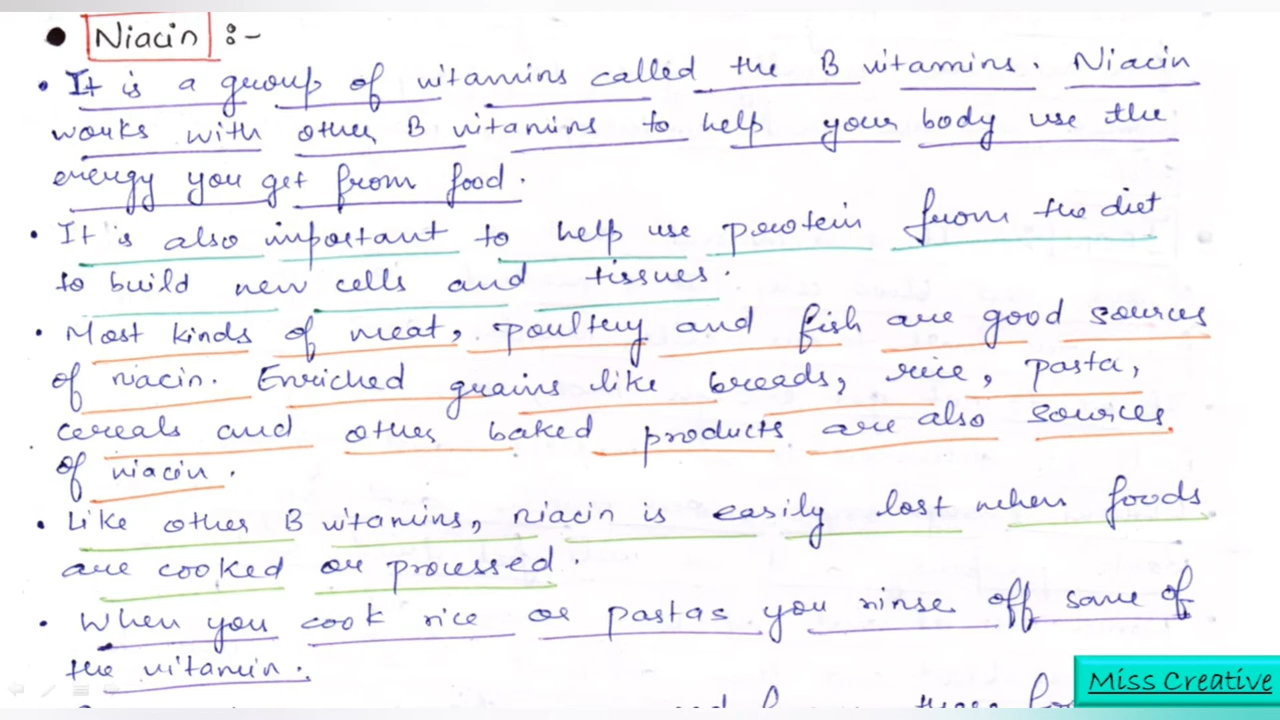 • Niacin :-
• It is a group of vitamins called the B vitamins. Niacin
works with other B vitamins to help your body use the
energy you get from food.
• It is also important to help use protein from the diet
to build new cells and tissues.
• Most kinds of meat, poultry and fish are good sources
of niacin. Enriched grains like breads, rice, pasta,
cereals and other baked products are also sources
of niacin.
• Like other B vitamins, niacin is easily lost when foods
are cooked or processed.
• When you cook rice or pastas you rinse off some of
the vitamin.
Miss Creative